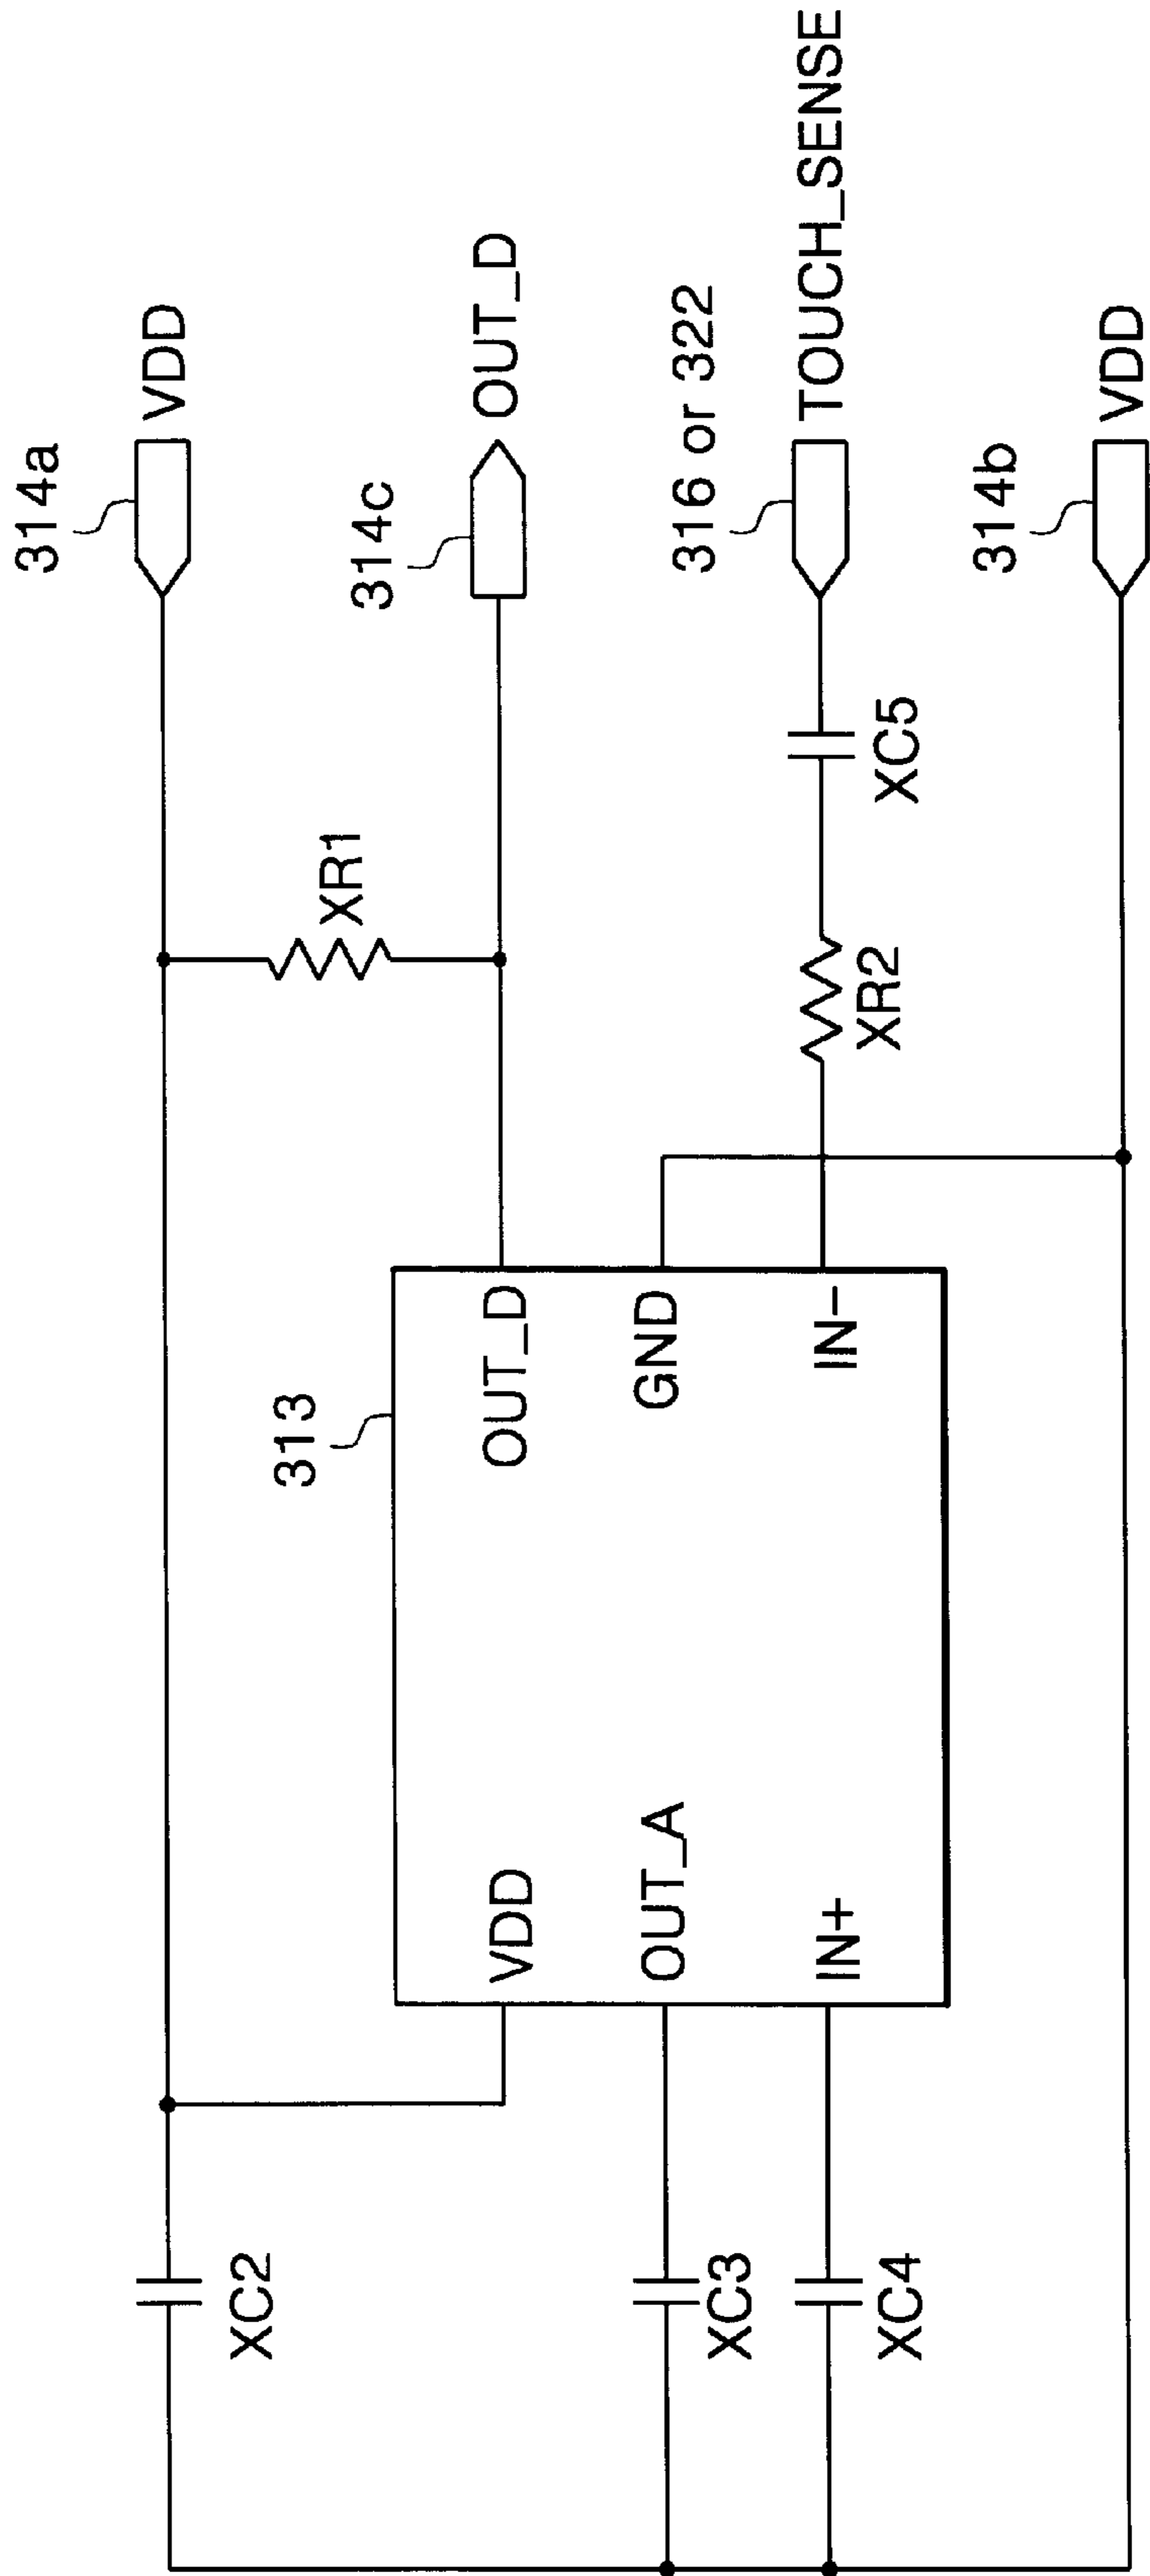 314a
VDD
314c
OUT_D
316 or 322
TOUCH_SENSE
314b
VDD
XR1
XC5
XR2
313
OUT_D
GND
IN-
VDD
OUT_A
IN+
XC2
XC3
XC4